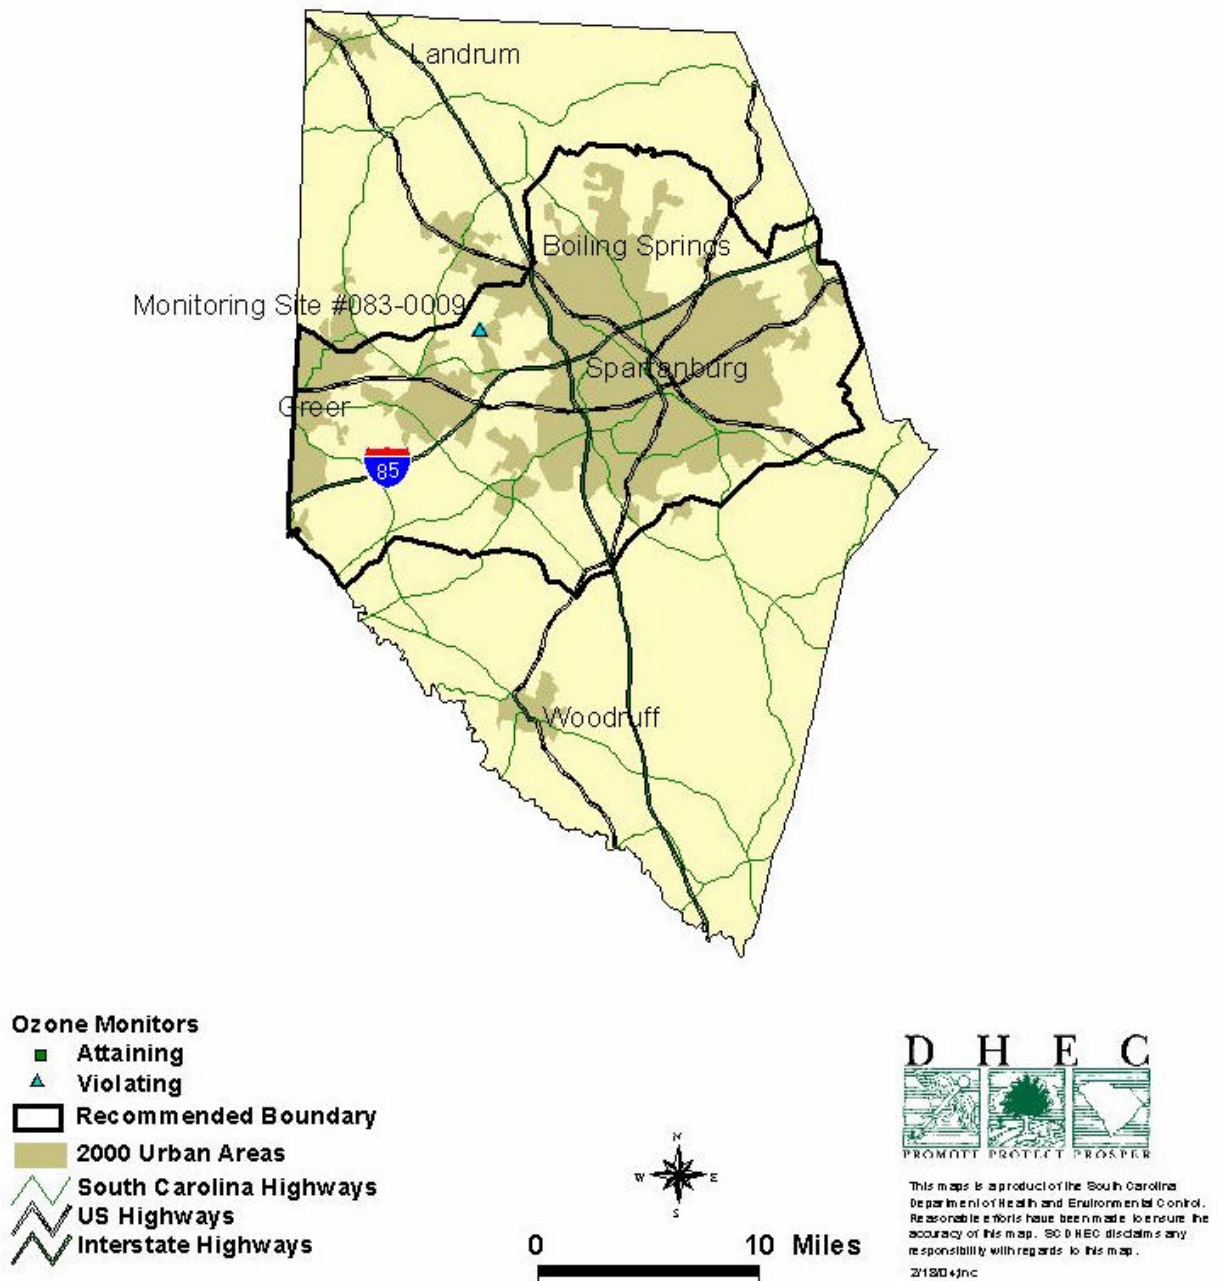 Landrum
Boiling Springs
Monitoring Site #083-0009
Spartanburg
Greer
85
Woodruff
Ozone Monitors
Attaining
Violating
Recommended Boundary
2000 Urban Areas
South Carolina Highways
US Highways
Interstate Highways
N
W E
S
0 10 Miles
D H E C
PROMOTE PROTECT PROSPER
This maps is a product of the South Carolina
Department of Health and Environmental Control.
Reasonable efforts have been made to ensure the
accuracy of this map. SCDHEC disclaims any
responsibility with regards to this map.
2/18/04,jnc